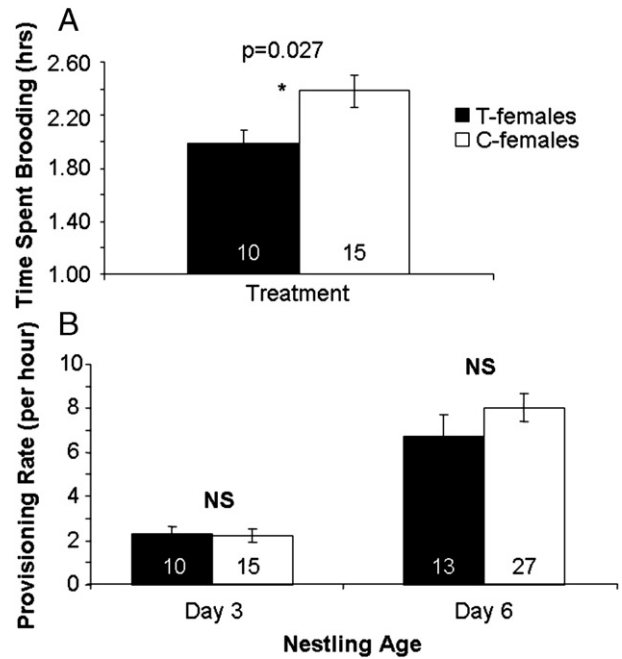 A
p=0.027
Time Spent Brooding (hrs)
2.60
2.20
1.80
1.40
1.00
*
T-females
C-females
10
15
Treatment
B
Provisioning Rate (per hour)
10
8
6
4
2
0
NS
NS
10
15
13
27
Day 3
Day 6
Nestling Age